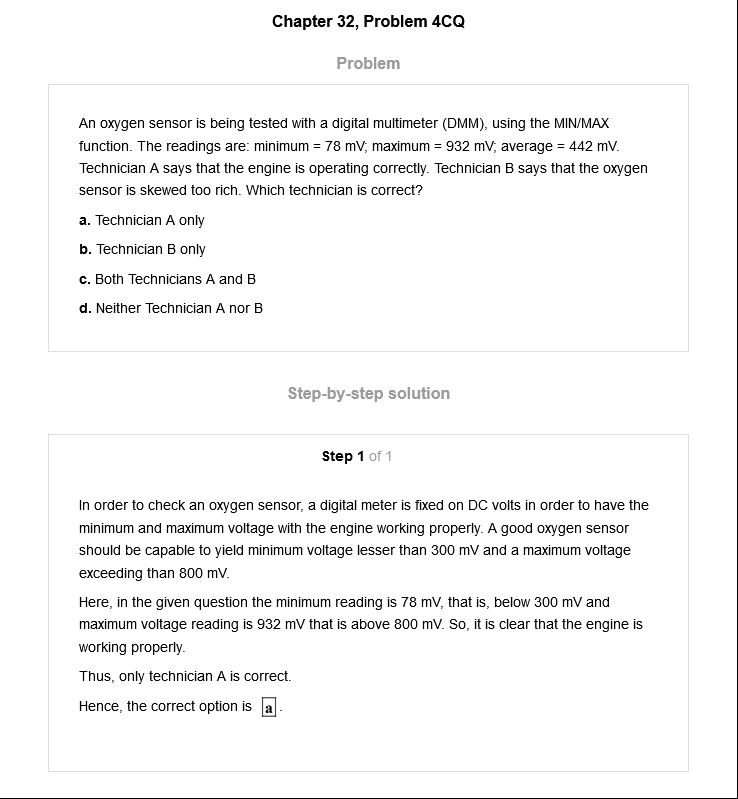 Chapter 32, Problem 4CQ
Problem
An oxygen sensor is being tested with a digital multimeter (DMM), using the MIN/MAX
function. The readings are: minimum = 78 mV; maximum = 932 mV; average = 442 mV.
Technician A says that the engine is operating correctly. Technician B says that the oxygen
sensor is skewed too rich. Which technician is correct?
a. Technician A only
b. Technician B only
c. Both Technicians A and B
d. Neither Technician A nor B
Step-by-step solution
Step 1 of 1
In order to check an oxygen sensor, a digital meter is fixed on DC volts in order to have the
minimum and maximum voltage with the engine working properly. A good oxygen sensor
should be capable to yield minimum voltage lesser than 300 mV and a maximum voltage
exceeding than 800 mV.
Here, in the given question the minimum reading is 78 mV, that is, below 300 mV and
maximum voltage reading is 932 mV that is above 800 mV. So, it is clear that the engine is
working properly.
Thus, only technician A is correct.
Hence, the correct option is a .